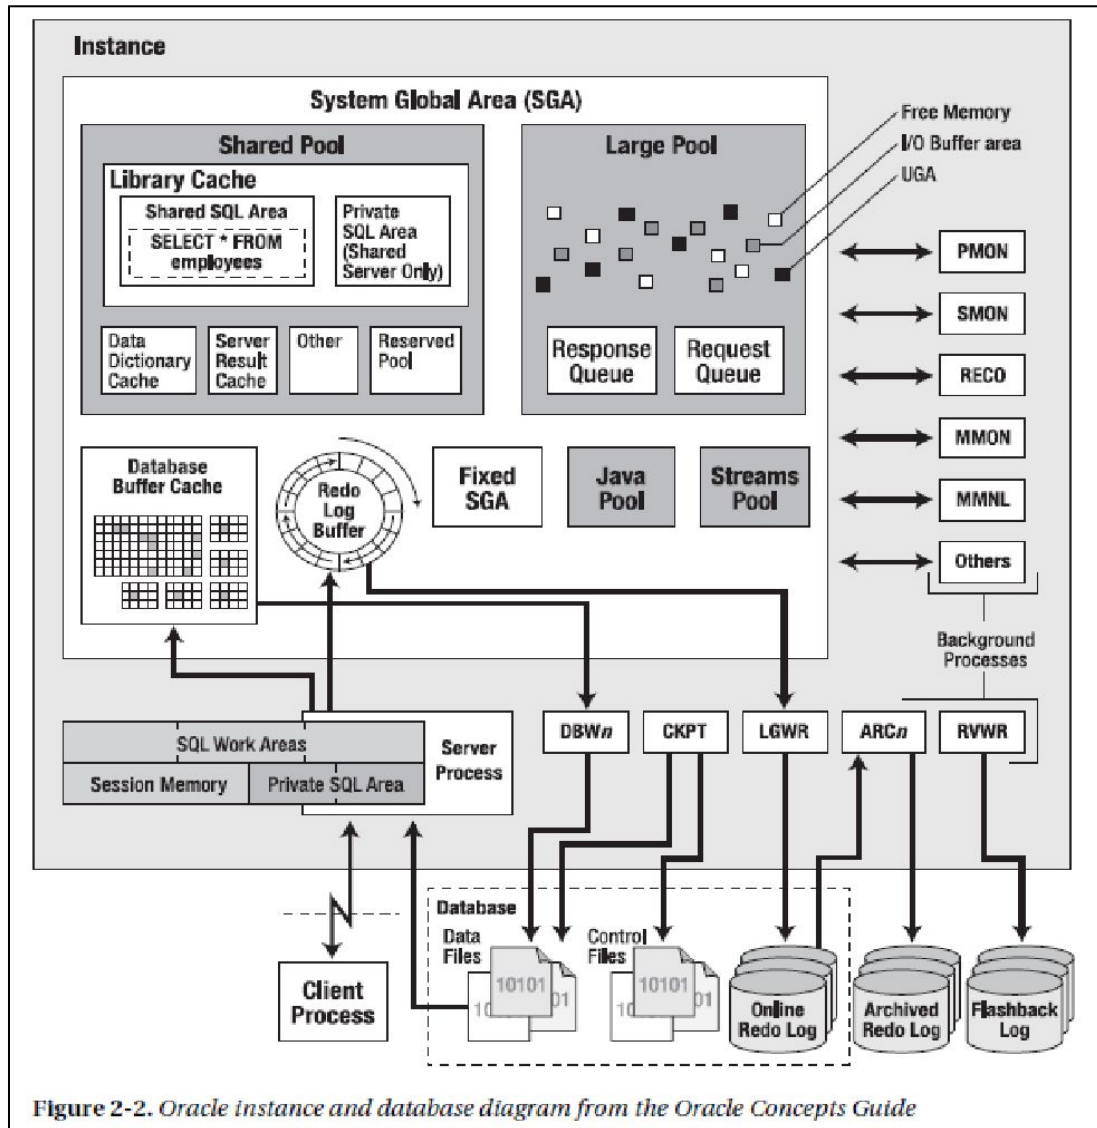 Instance
System Global Area (SGA)
Shared Pool
Library Cache
Shared SQL Area
SELECT * FROM
employees
Private
SQL Area
(Shared
Server Only)
Data
Dictionary
Cache
Server
Result
Cache
Other
Reserved
Pool
Large Pool
Response
Queue
Request
Queue
Free Memory
I/O Buffer area
UGA
PMON
SMON
RECO
MMON
MMNL
Others
Background
Processes
Database
Buffer Cache
Redo
Log
Buffer
Fixed
SGA
Java
Pool
Streams
Pool
SQL Work Areas
Session Memory
Private SQL Area
Server
Process
DBWn
CKPT
LGWR
ARCn
RVWR
Client
Process
Database
Data
Files
10101
10
01
Control
Files
10101
10
01
Online
Redo Log
Archived
Redo Log
Flashback
Log
Figure 2-2. Oracle instance and database diagram from the Oracle Concepts Guide